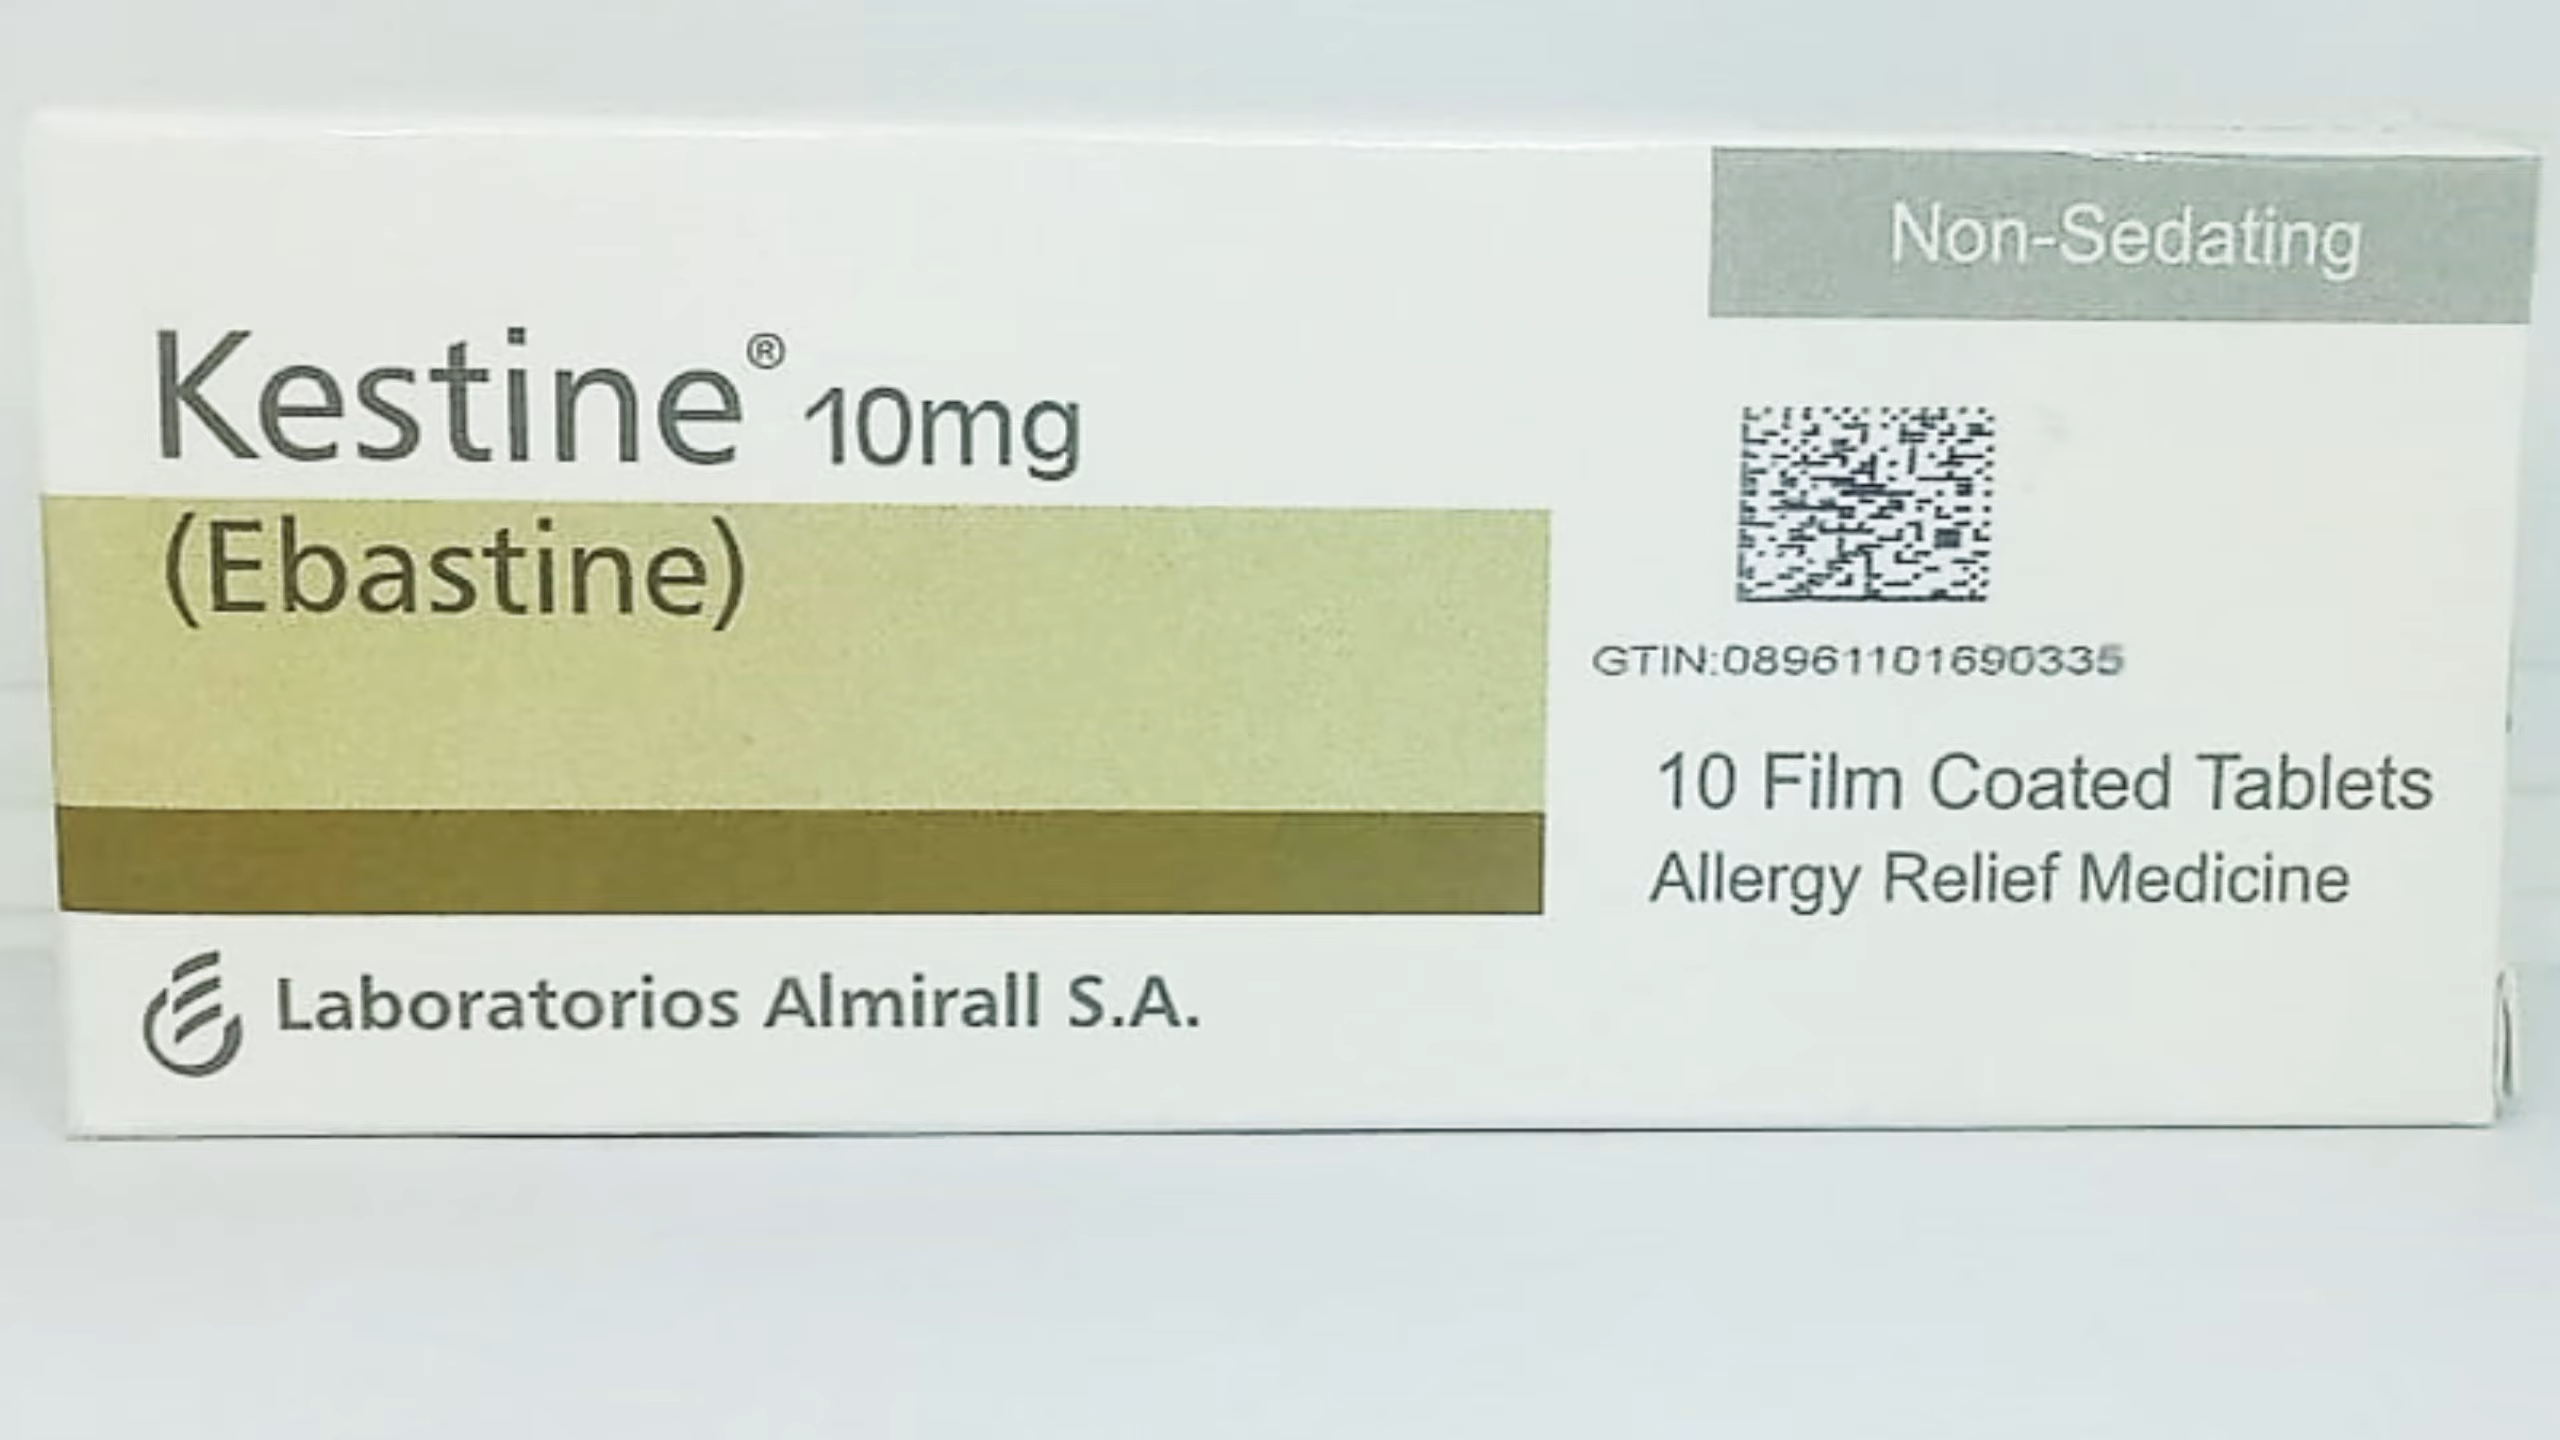 Non-Sedating
Kestine® 10mg
(Ebastine)
GTIN:08961101690335
10 Film Coated Tablets
Allergy Relief Medicine
Laboratorios Almirall S.A.